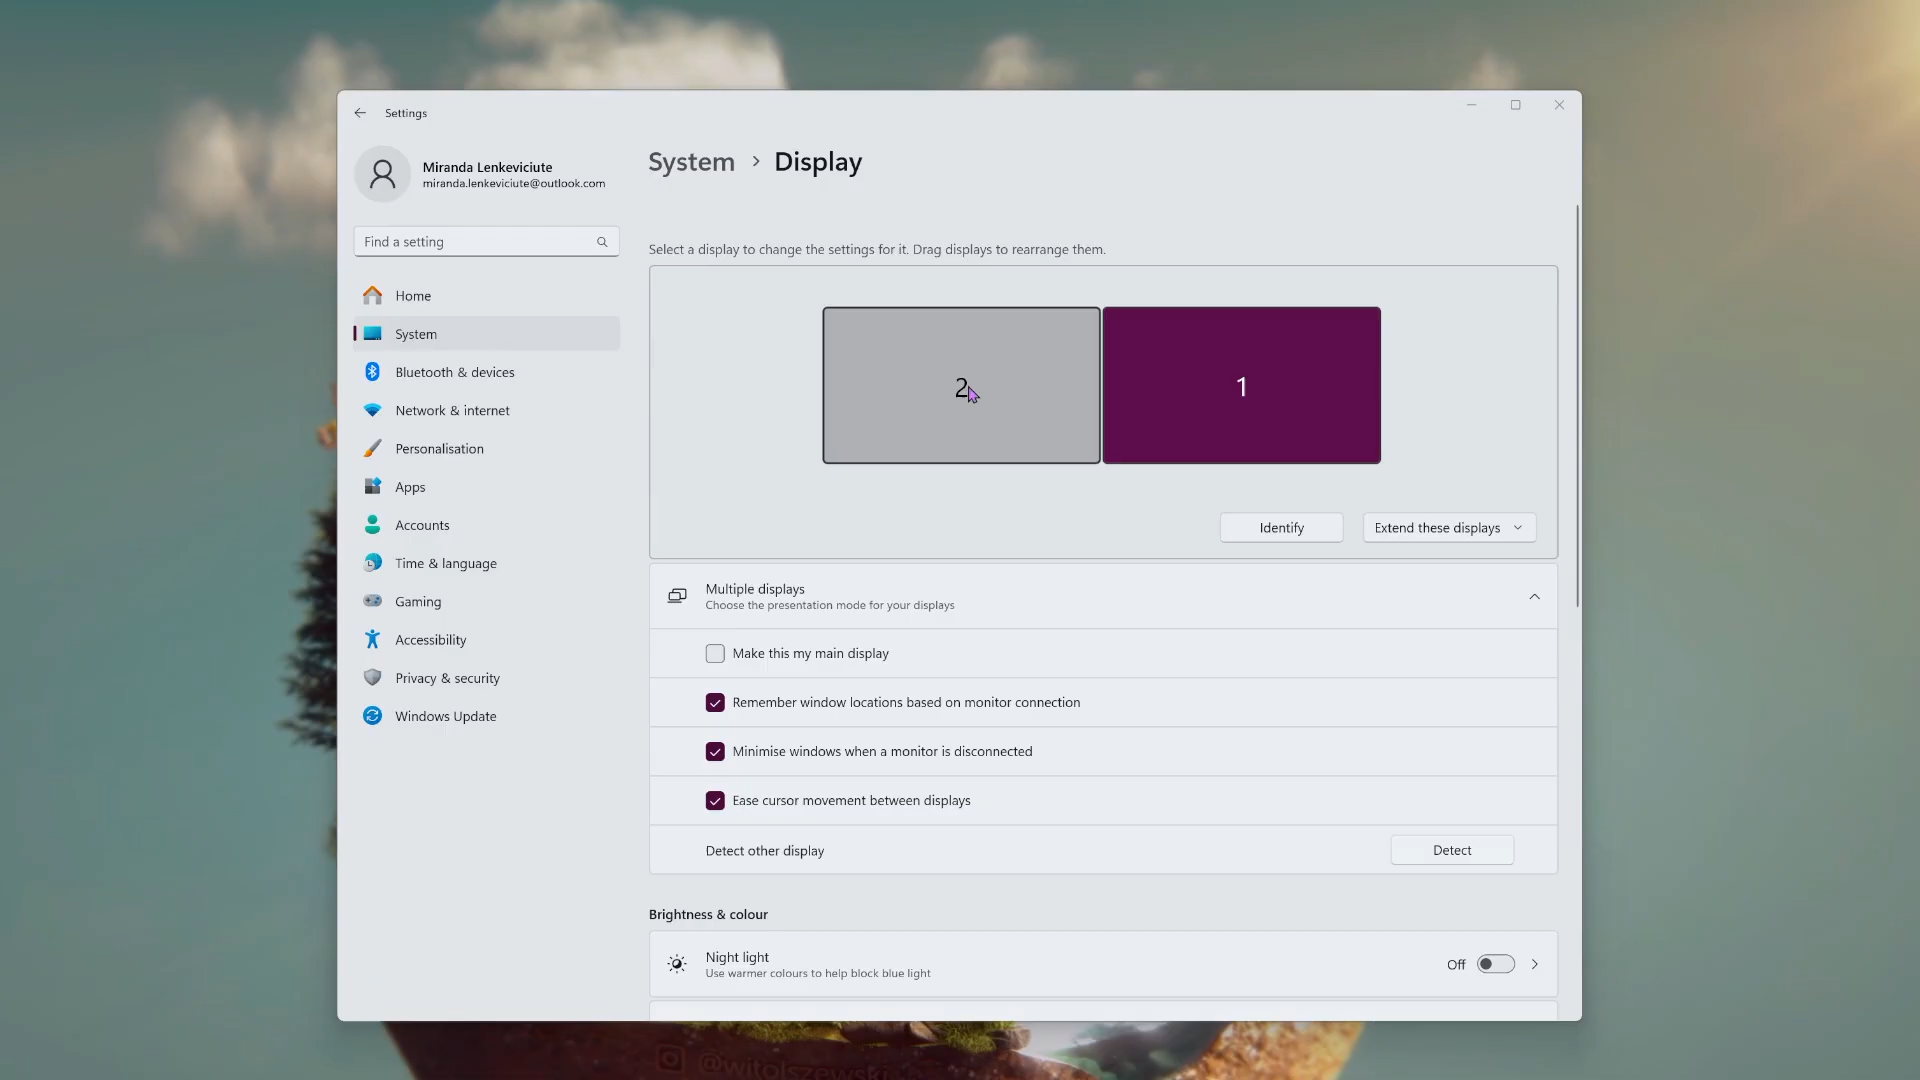 Settings
Miranda Lenkeviciute
miranda.lenkeviciute@outlook.com
Find a setting
Home
System
Bluetooth & devices
Network & internet
Personalisation
Apps
Accounts
Time & language
Gaming
Accessibility
Privacy & security
Windows Update
System > Display
Select a display to change the settings for it. Drag displays to rearrange them.
2
1
Identify
Extend these displays
Multiple displays
Choose the presentation mode for your displays
Make this my main display
Remember window locations based on monitor connection
Minimise windows when a monitor is disconnected
Ease cursor movement between displays
Detect other display
Detect
Brightness & colour
Night light
Use warmer colours to help block blue light
Off
@witolszewski